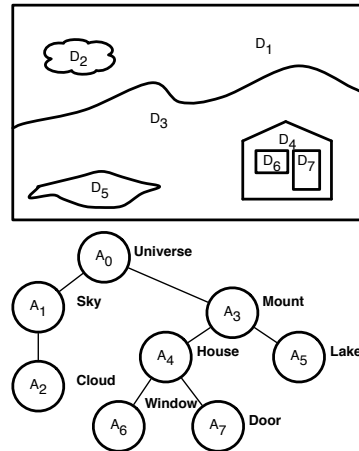 D1
D2
D3
D4
D6 D7
D5
A0 Universe
A1 Sky
A3 Mount
A4 House
A5 Lake
A2 Cloud
Window
A6
A7 Door